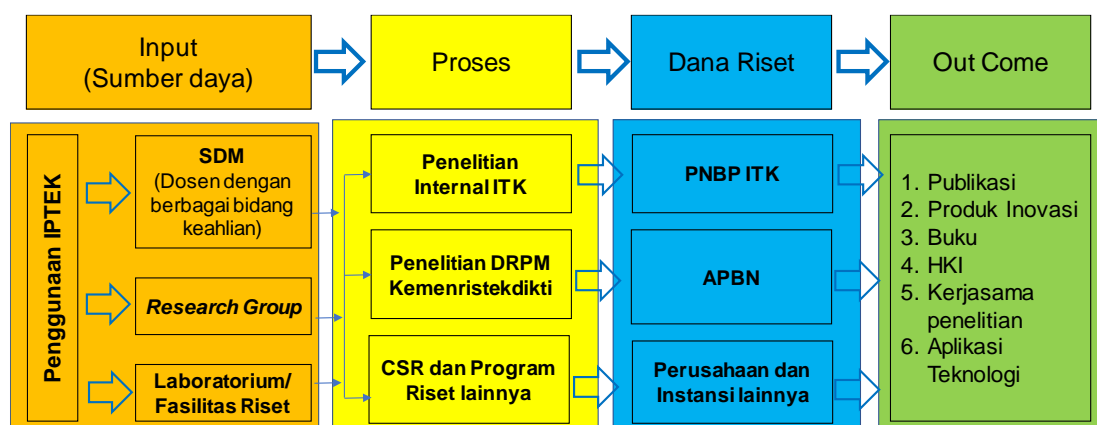 Input
(Sumber daya)
Proses
Dana Riset
Out Come
Penggunaan IPTEK
SDM
(Dosen dengan
berbagai bidang
keahlian)
Research Group
Laboratorium/
Fasilitas Riset
Penelitian
Internal ITK
Penelitian DRPM
Kemenristekdikti
CSR dan Program
Riset lainnya
PNBP ITK
APBN
Perusahaan dan
Instansi lainnya
1. Publikasi
2. Produk Inovasi
3. Buku
4. HKI
5. Kerjasama
penelitian
6. Aplikasi
Teknologi